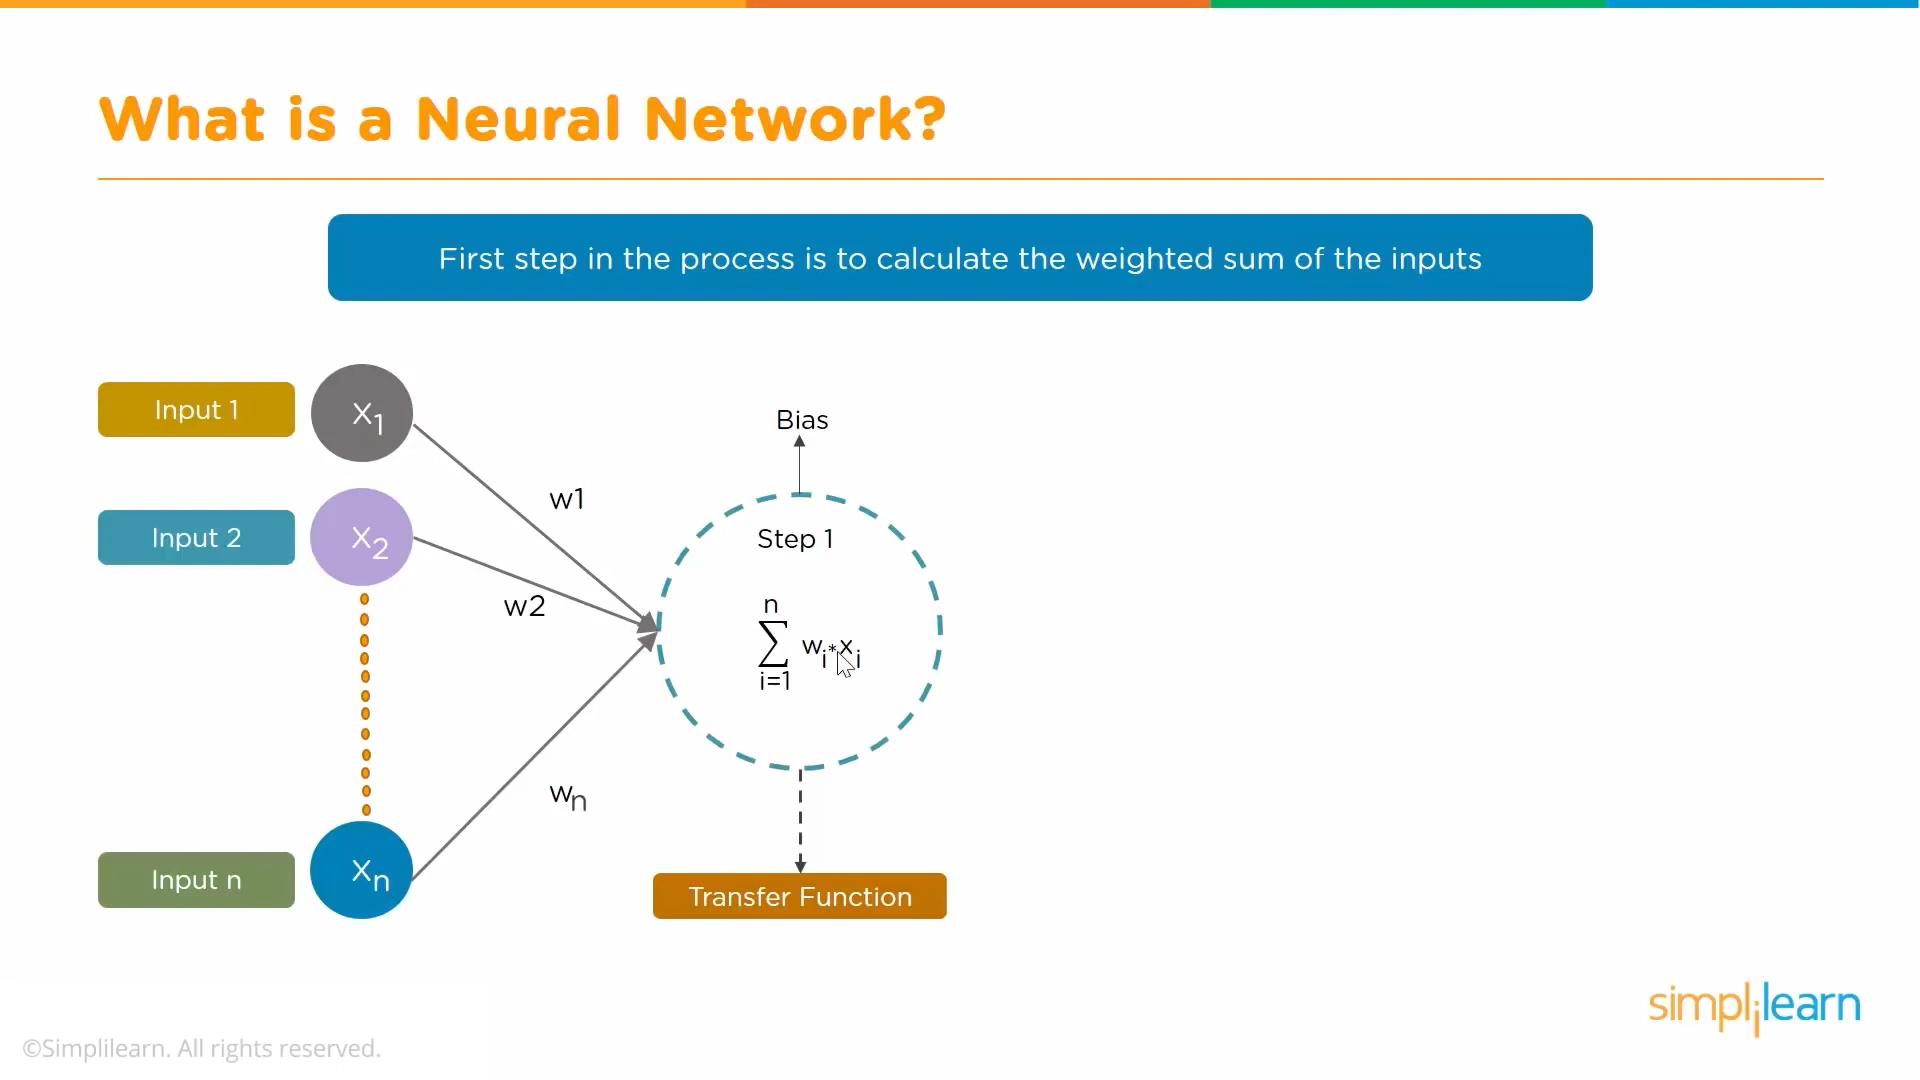 What is a Neural Network?
First step in the process is to calculate the weighted sum of the inputs
Input 1
x1
Bias
w1
Input 2
x2
Step 1
w2
n
∑ wi*xi
i=1
wn
Input n
xn
Transfer Function
simplilearn
©Simplilearn. All rights reserved.